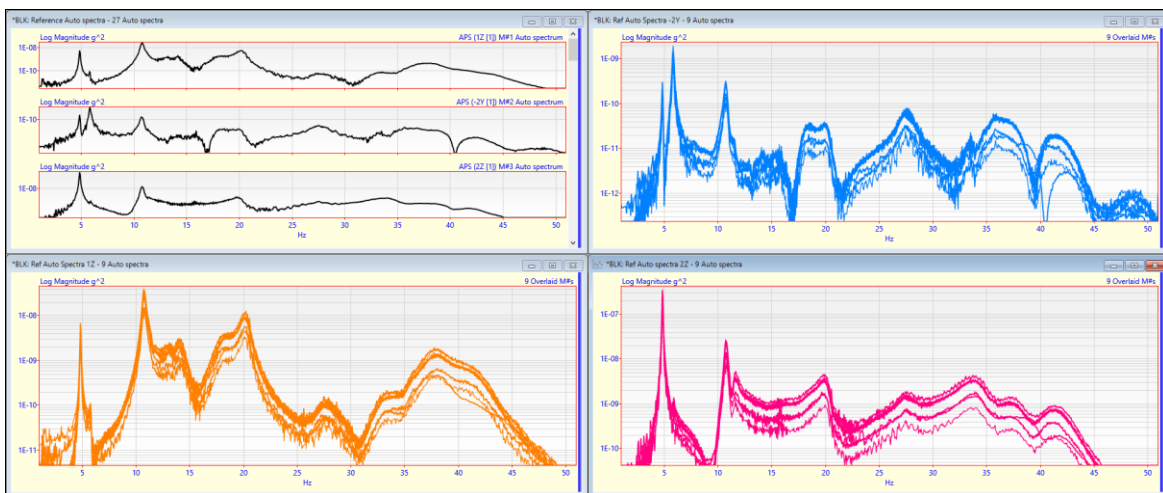 *BLK: Reference Auto spectra - 27 Auto spectra
Log Magnitude g^2
APS (1Z [1]) M#1 Auto spectrum
1E-08
1E-10
Log Magnitude g^2
APS (-2Y [1]) M#2 Auto spectrum
1E-10
Log Magnitude g^2
APS (2Z [1]) M#3 Auto spectrum
1E-08
5 10 15 20 25 30 35 40 45 50
Hz
*BLK: Ref Auto Spectra -2Y - 9 Auto spectra
Log Magnitude g^2
9 Overlaid M#s
1E-09
1E-10
1E-11
1E-12
5 10 15 20 25 30 35 40 45 50
Hz
*BLK: Ref Auto Spectra 1Z - 9 Auto spectra
Log Magnitude g^2
9 Overlaid M#s
1E-08
1E-09
1E-10
1E-11
5 10 15 20 25 30 35 40 45 50
Hz
*BLK: Ref Auto spectra 2Z - 9 Auto spectra
Log Magnitude g^2
9 Overlaid M#s
1E-07
1E-08
1E-09
1E-10
5 10 15 20 25 30 35 40 45 50
Hz